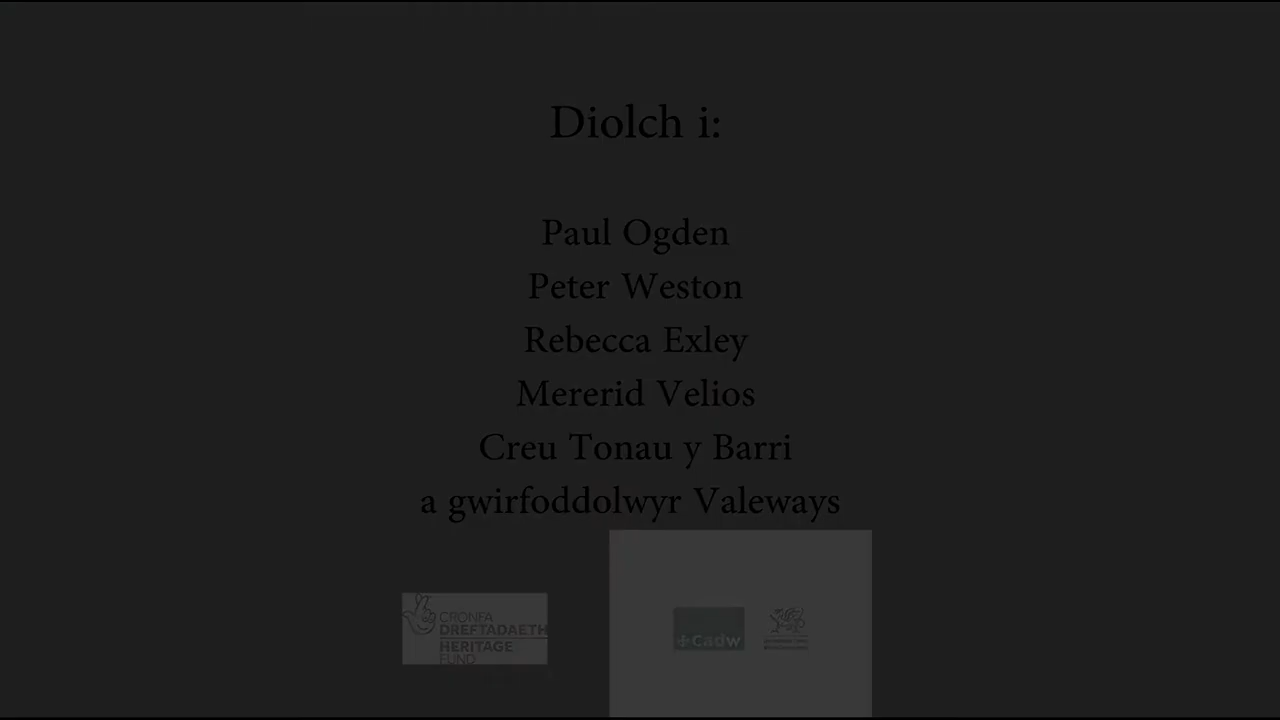 Diolch i:
Paul Ogden
Peter Weston
Rebecca Exley
Mererid Velios
Creu Tonau y Barri
a gwirfoddolwyr Valeways
CRONFA
DREFTADAETH
HERITAGE
FUND
Cadw